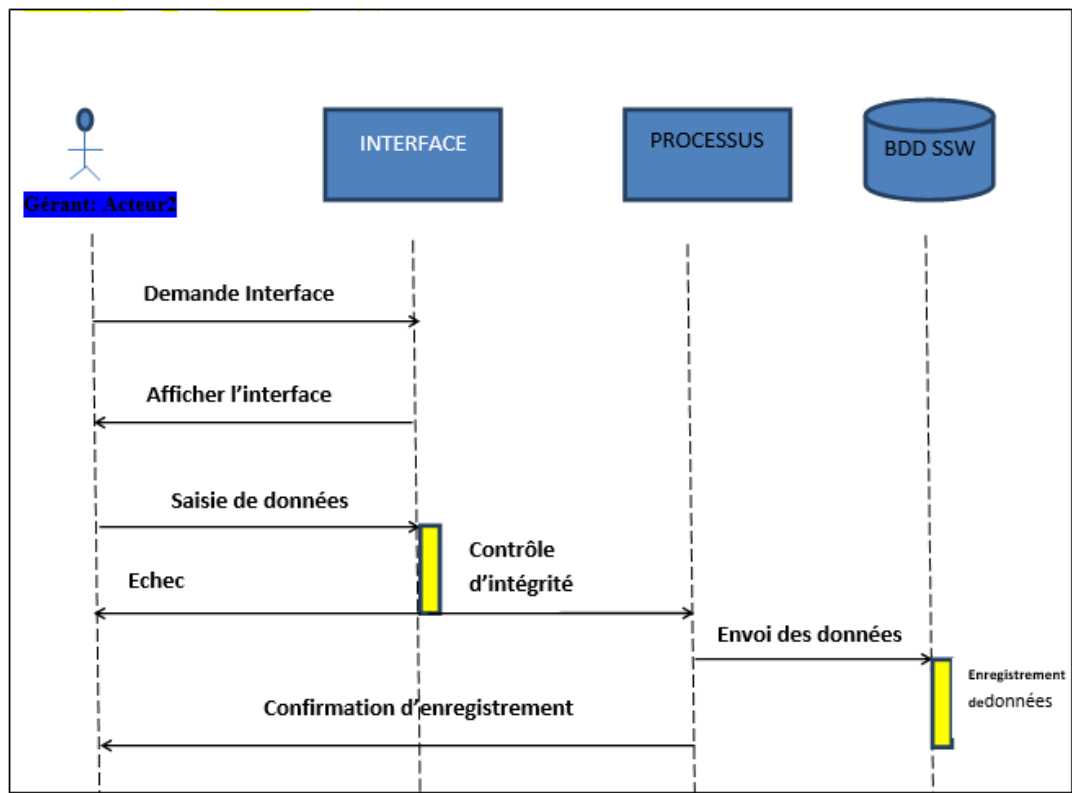 INTERFACE
PROCESSUS
BDD SSW
Gérant: Acteur2
Demande Interface
Afficher l'interface
Saisie de données
Contrôle
d'intégrité
Echec
Envoi des données
Enregistrement
dedonnées
Confirmation d'enregistrement